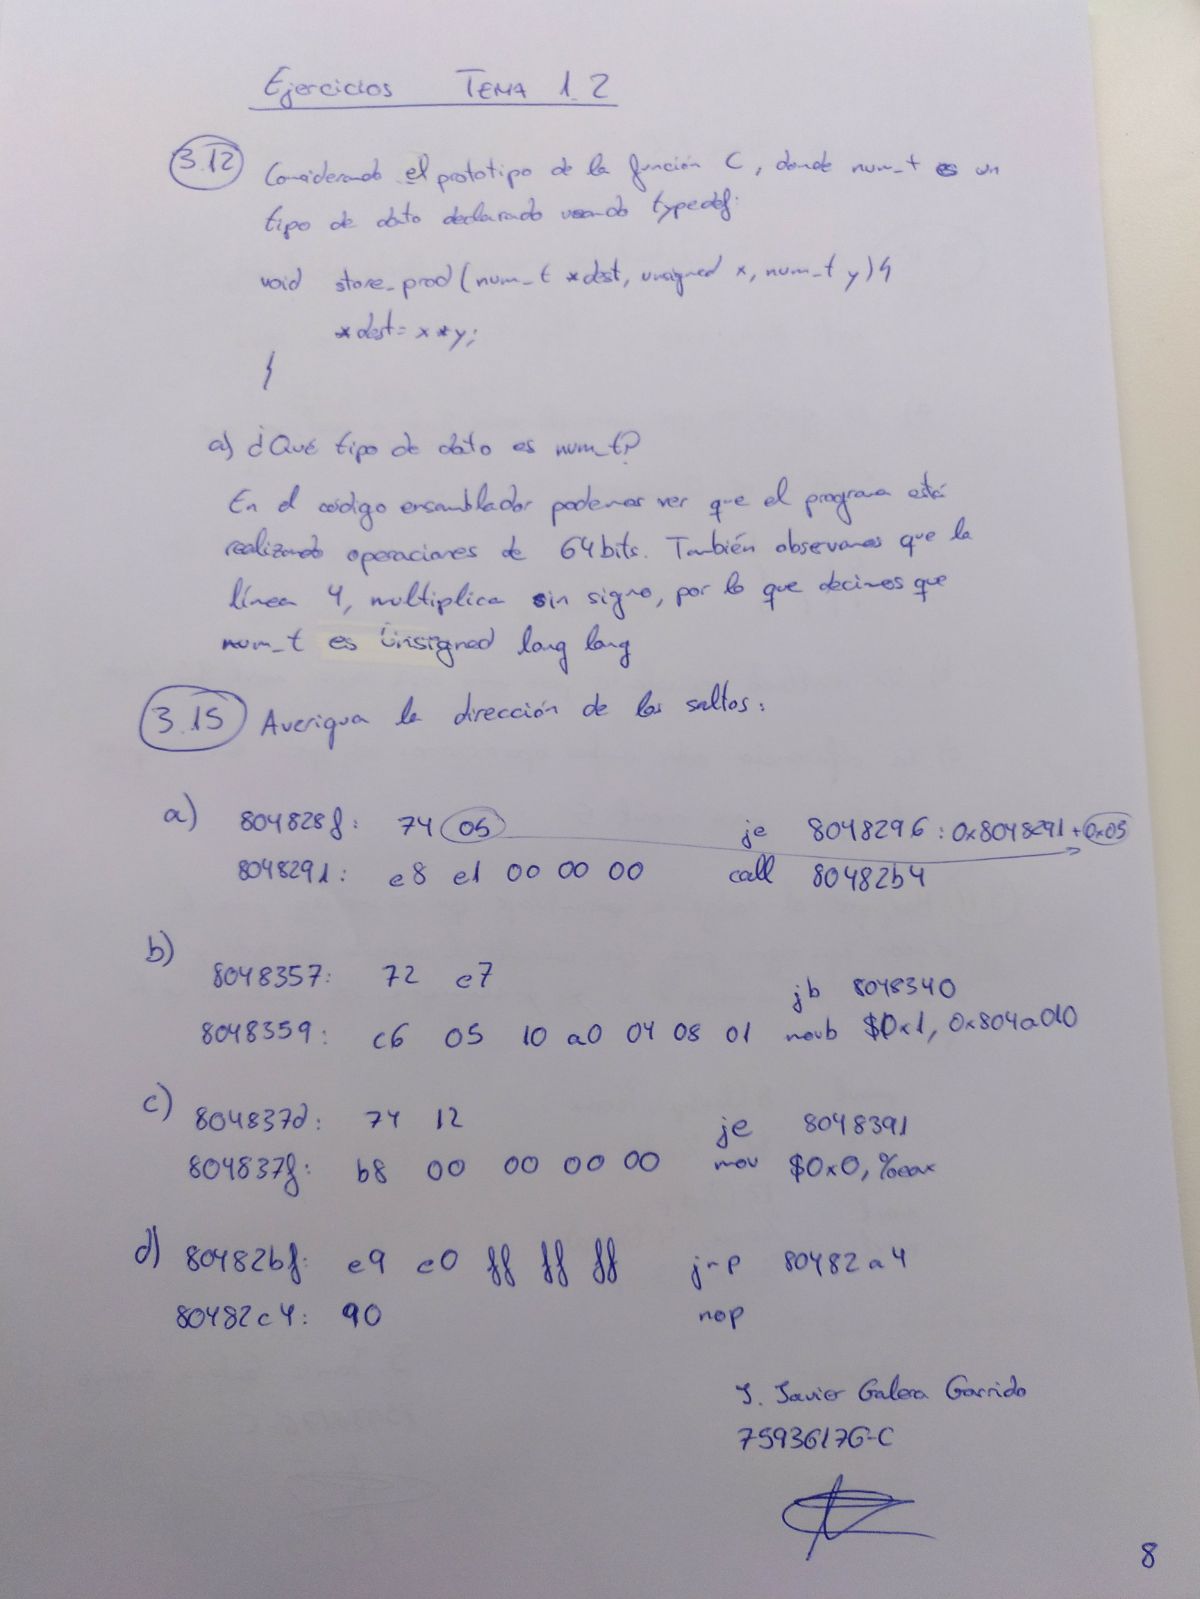 Ejercicios TEMA 1_2
3.12 Considerando el prototipo de la función C, donde num_t es un
tipo de dato declarado usando typedef:
void store_prod (num_t *dest, unsigned x, num_t y){
*dest = x*y;
}
a) ¿Qué tipo de dato es num_t?
En el código ensamblador podemos ver que el programa está
realizando operaciones de 64 bits. También observamos que la
línea 4, multiplica sin signo, por lo que decimos que
num_t es Unsigned long long
3.15 Averigua la dirección de los saltos:
a) 804828f: 74 05 je 8048296 : 0x8048291 + 0x05
8048291: e8 e1 00 00 00 call 80482b4
b)
8048357: 72 e7 jb 8048340
8048359: c6 05 10 a0 04 08 01 movb $0x1, 0x804a010
c) 804837d: 74 12 je 8048391
804837f: b8 00 00 00 00 mov $0x0, %eax
d) 80482bf: e9 e0 ff ff ff jmp 80482a4
80482c4: 90 nop
J. Javier Galera Garrido
75936176-C
8